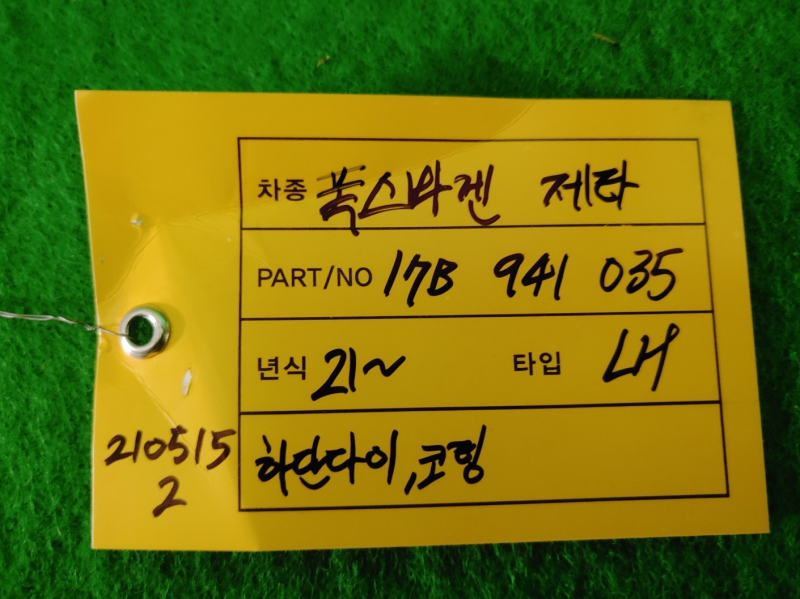 차종 폭스바겐 제타
PART/NO 17B 941 035
년식 21~ 타입 LH
하단다이, 코팅
210515
2